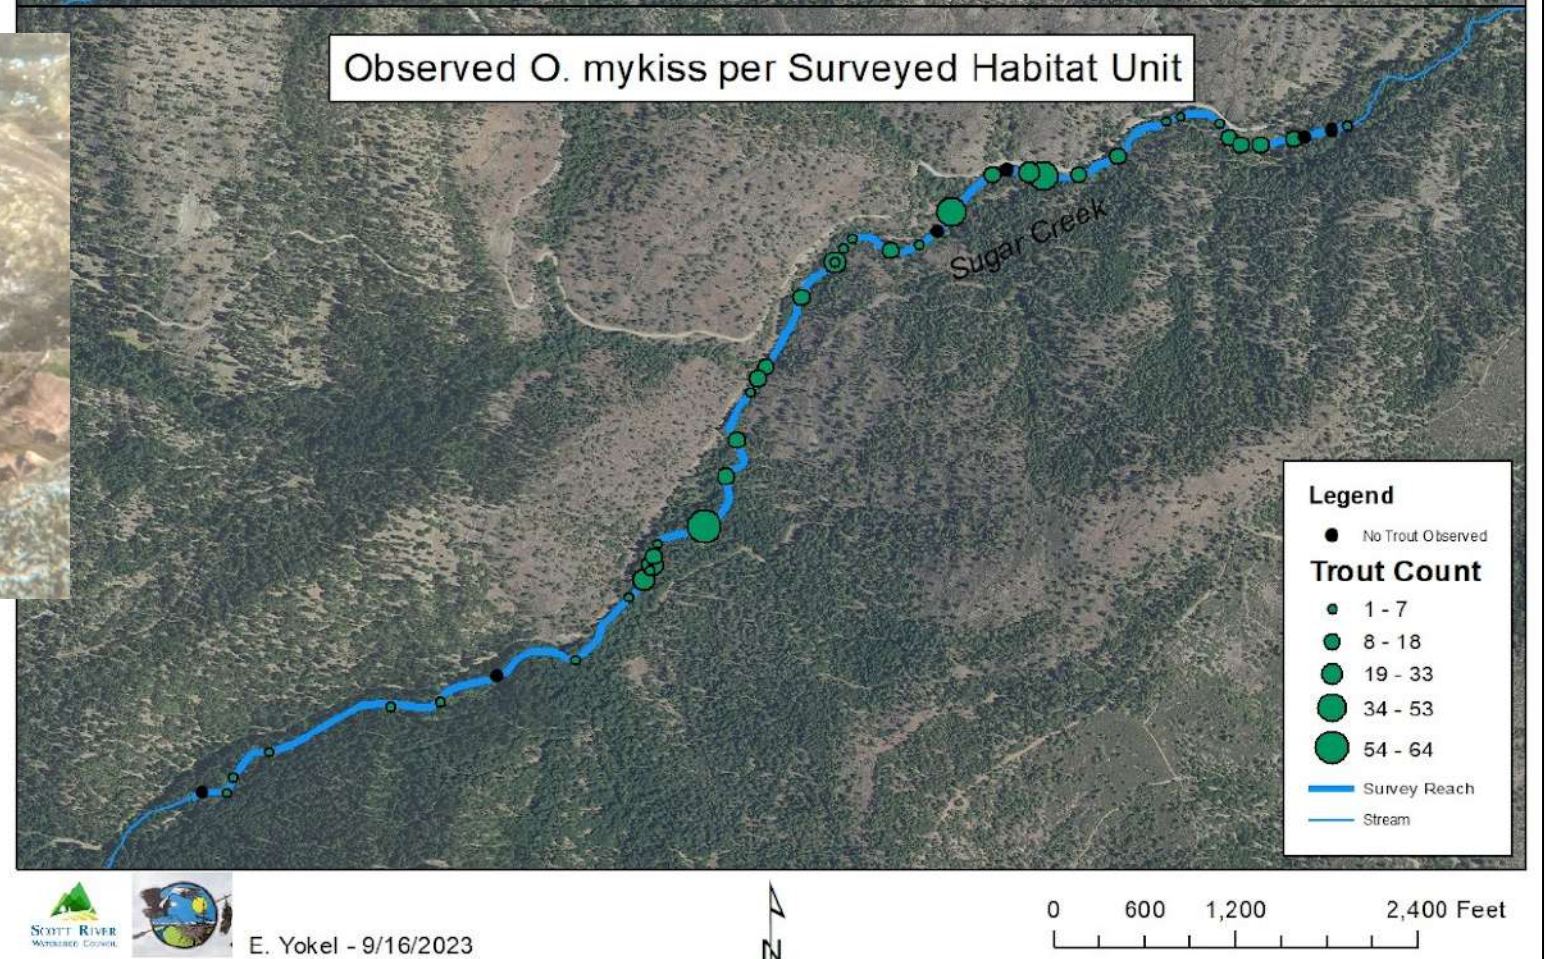 Observed O. mykiss per Surveyed Habitat Unit
Sugar Creek
Legend
No Trout Observed
Trout Count
1 - 7
8 - 18
19 - 33
34 - 53
54 - 64
Survey Reach
Stream
SCOTT RIVER
WATERSHED COUNCIL
E. Yokel - 9/16/2023
N
0 600 1,200 2,400 Feet